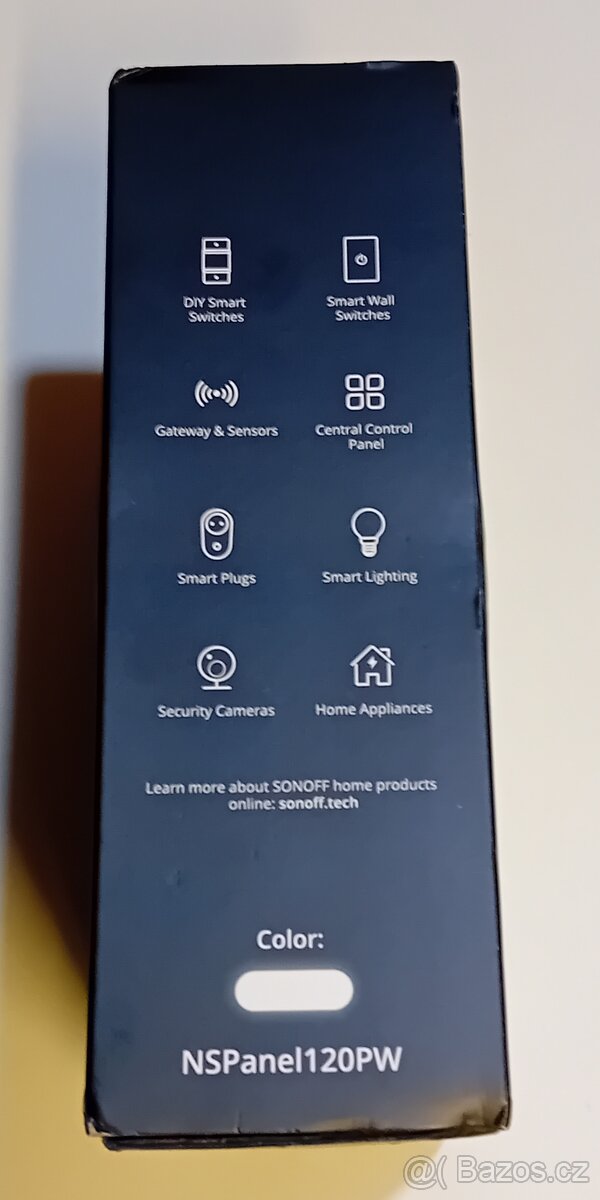 DIY Smart
Switches
Smart Wall
Switches
Gateway & Sensors
Central Control
Panel
Smart Plugs
Smart Lighting
Security Cameras
Home Appliances
Learn more about SONOFF home products
online: sonoff.tech
Color:
NSPanel120PW
@( Bazos.cz